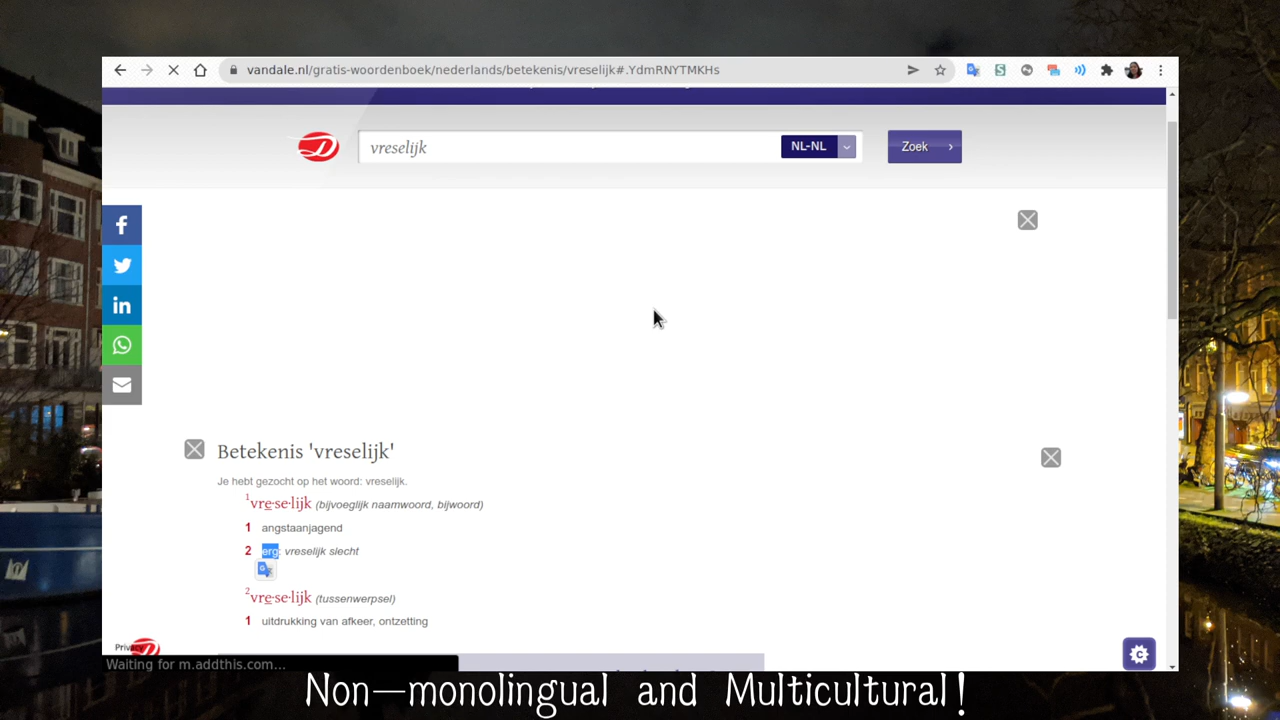 vandale.nl/gratis-woordenboek/nederlands/betekenis/vreselijk#.YdmRNYTMKHs
vreselijk
NL-NL
Zoek
Betekenis 'vreselijk'
Je hebt gezocht op het woord: vreselijk.
1vre·se·lijk (bijvoeglijk naamwoord, bijwoord)
1 angstaanjagend
2 erg: vreselijk slecht
2vre·se·lijk (tussenwerpsel)
1 uitdrukking van afkeer, ontzetting
Waiting for m.addthis.com...
Non-monolingual and Multicultural!